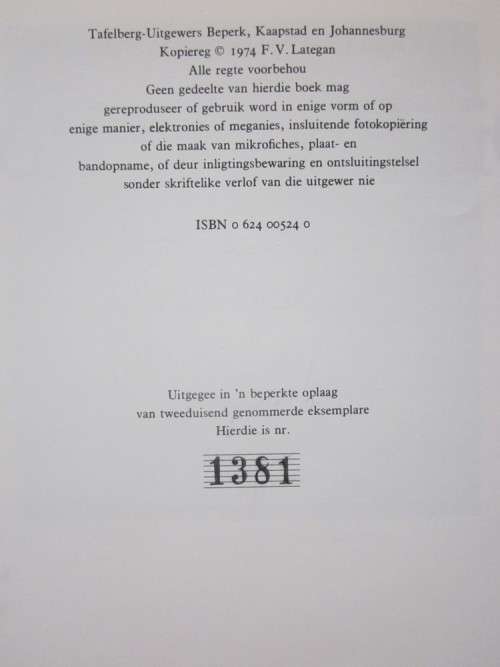 Tafelberg-Uitgewers Beperk, Kaapstad en Johannesburg
Kopiereg © 1974 F. V. Lategan
Alle regte voorbehou
Geen gedeelte van hierdie boek mag
gereproduseer of gebruik word in enige vorm of op
enige manier, elektronies of meganies, insluitende fotokopiëring
of die maak van mikrofiches, plaat- en
bandopname, of deur inligtingsbewaring en ontsluitingstelsel
sonder skriftelike verlof van die uitgewer nie
ISBN 0 624 00524 0
Uitgegee in 'n beperkte oplaag
van tweeduisend genommerde eksemplare
Hierdie is nr.
1381